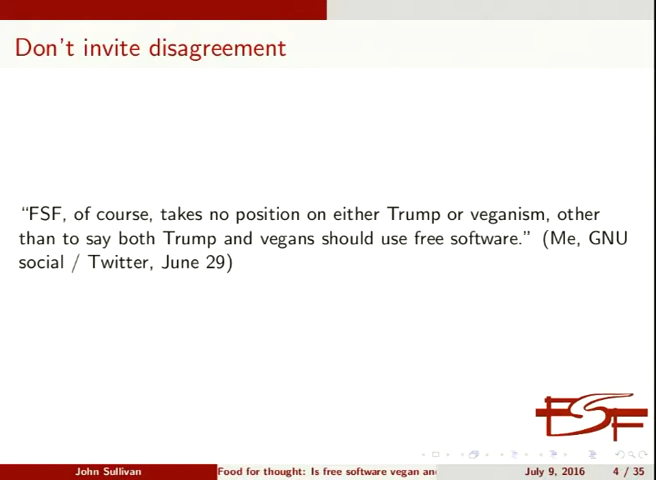 Don't invite disagreement
“FSF, of course, takes no position on either Trump or veganism, other
than to say both Trump and vegans should use free software.” (Me, GNU
social / Twitter, June 29)
FSF
John Sullivan
Food for thought: Is free software vegan an
July 9, 2016
4 / 35